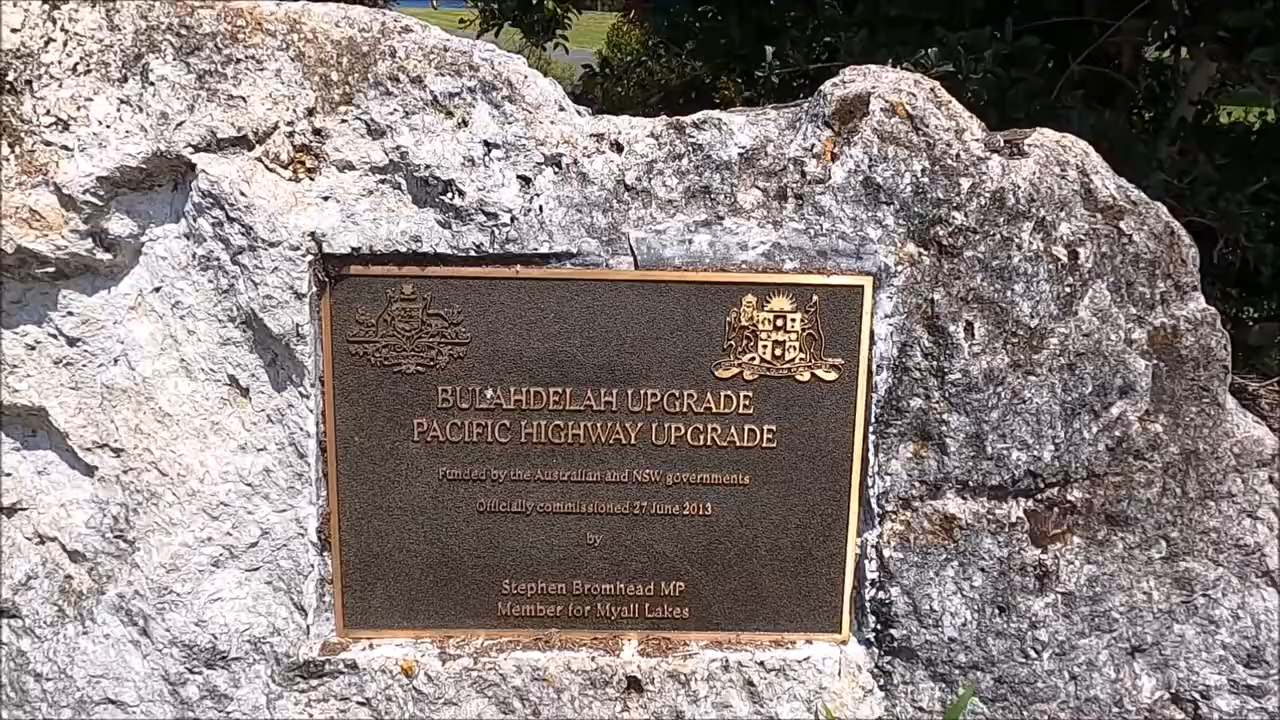 BULAHDELAH UPGRADE
PACIFIC HIGHWAY UPGRADE
Funded by the Australian and NSW governments
Officially commissioned 27 June 2013
by
Stephen Bromhead MP
Member for Myall Lakes